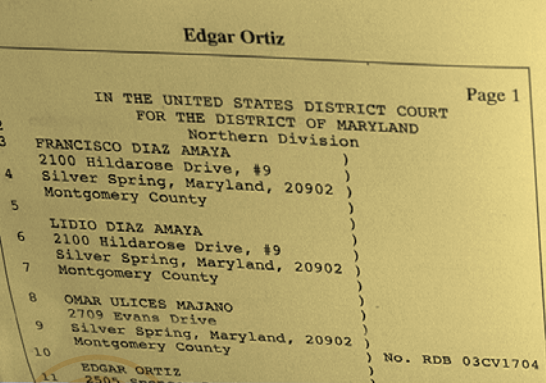 Edgar Ortiz
Page 1
IN THE UNITED STATES DISTRICT COURT
FOR THE DISTRICT OF MARYLAND
Northern Division
2
3 FRANCISCO DIAZ AMAYA )
2100 Hildarose Drive, #9 )
4 Silver Spring, Maryland, 20902 )
Montgomery County )
5 )
LIDIO DIAZ AMAYA )
6 2100 Hildarose Drive, #9 )
Silver Spring, Maryland, 20902 )
7 Montgomery County )
)
8 OMAR ULICES MAJANO )
2709 Evans Drive )
9 Silver Spring, Maryland, 20902 )
Montgomery County ) No. RDB 03CV1704
10 )
EDGAR ORTIZ )
11 2505